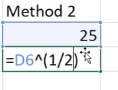 Method 2
25
=D6^(1/2)